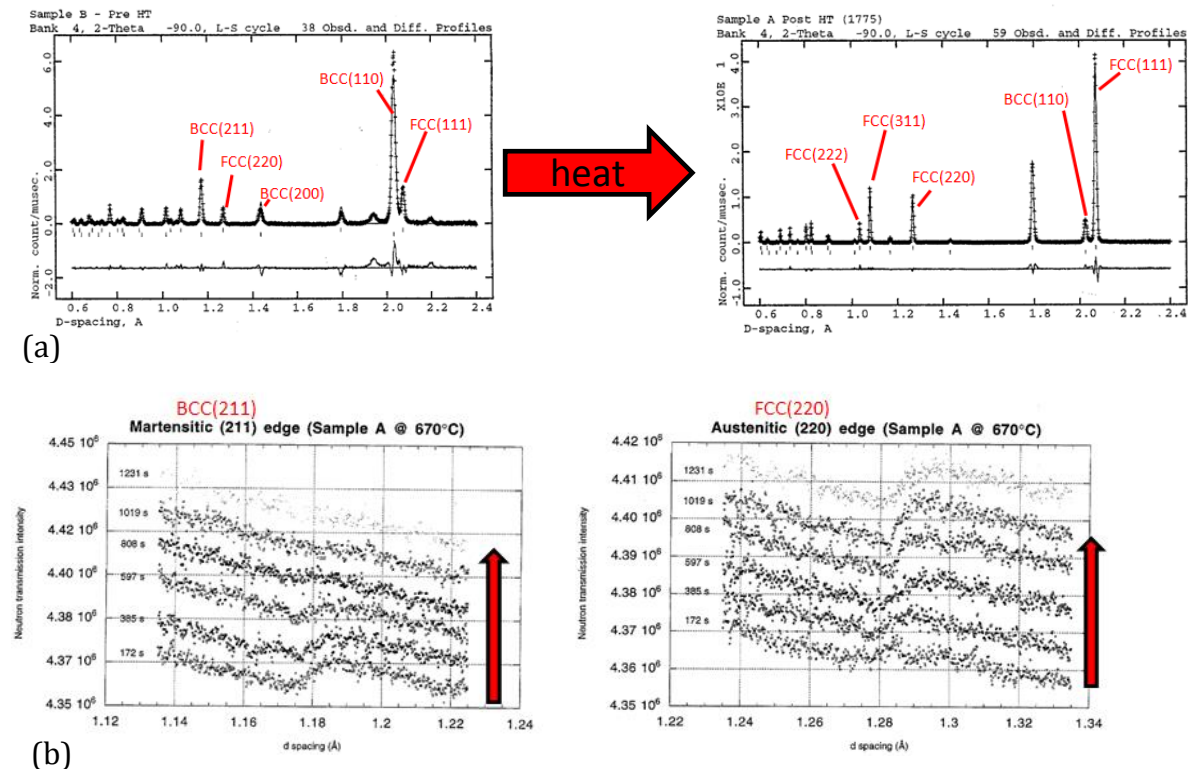 Sample B - Pre HT
Bank 4, 2-Theta -90.0, L-S cycle 38 Obsd. and Diff. Profiles
Norm. count/musec.
6.0
4.0
2.0
0.0
-2.0
BCC(110)
BCC(211)
FCC(111)
FCC(220)
BCC(200)
0.6 0.8 1.0 1.2 1.4 1.6 1.8 2.0 2.2 2.4
D-spacing, A
heat
Sample A Post HT (1775)
Bank 4, 2-Theta -90.0, L-S cycle 59 Obsd. and Diff. Profiles
X10E 1
Norm. count/musec.
4.0
3.0
2.0
1.0
0.0
-1.0
FCC(111)
BCC(110)
FCC(311)
FCC(222)
FCC(220)
0.6 0.8 1.0 1.2 1.4 1.6 1.8 2.0 2.2 2.4
D-spacing, A
(a)
BCC(211)
Martensitic (211) edge (Sample A @ 670°C)
Neutron transmission intensity
4.45 10⁶
4.43 10⁶
4.42 10⁶
4.40 10⁶
4.38 10⁶
4.37 10⁶
4.35 10⁶
1231 s
1019 s
808 s
597 s
385 s
172 s
1.12 1.14 1.16 1.18 1.2 1.22 1.24
d spacing (Å)
FCC(220)
Austenitic (220) edge (Sample A @ 670°C)
Neutron transmission intensity
4.42 10⁶
4.41 10⁶
4.40 10⁶
4.39 10⁶
4.38 10⁶
4.37 10⁶
4.36 10⁶
4.35 10⁶
1231 s
1019 s
808 s
597 s
385 s
172 s
1.22 1.24 1.26 1.28 1.3 1.32 1.34
d spacing (Å)
(b)